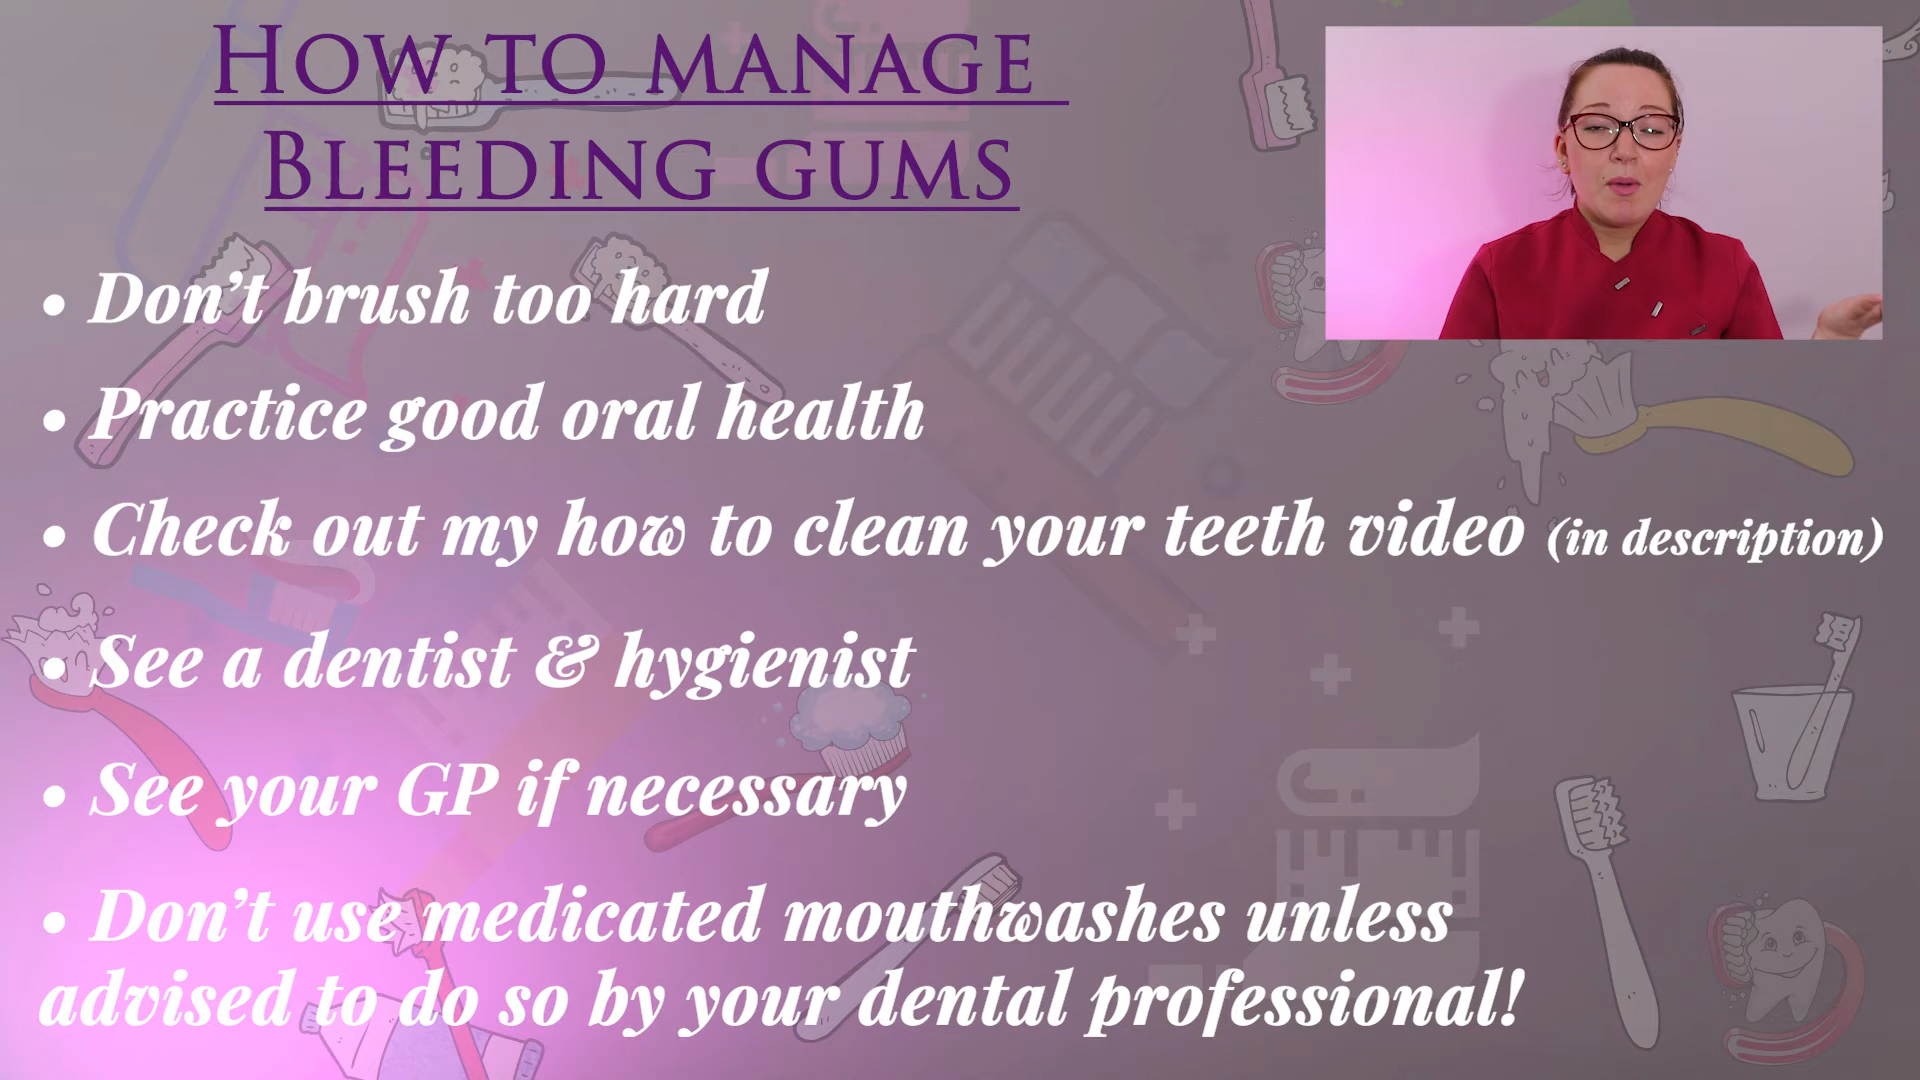 How to manage
Bleeding gums
• Don't brush too hard
• Practice good oral health
• Check out my how to clean your teeth video (in description)
• See a dentist & hygienist
• See your GP if necessary
• Don't use medicated mouthwashes unless
advised to do so by your dental professional!